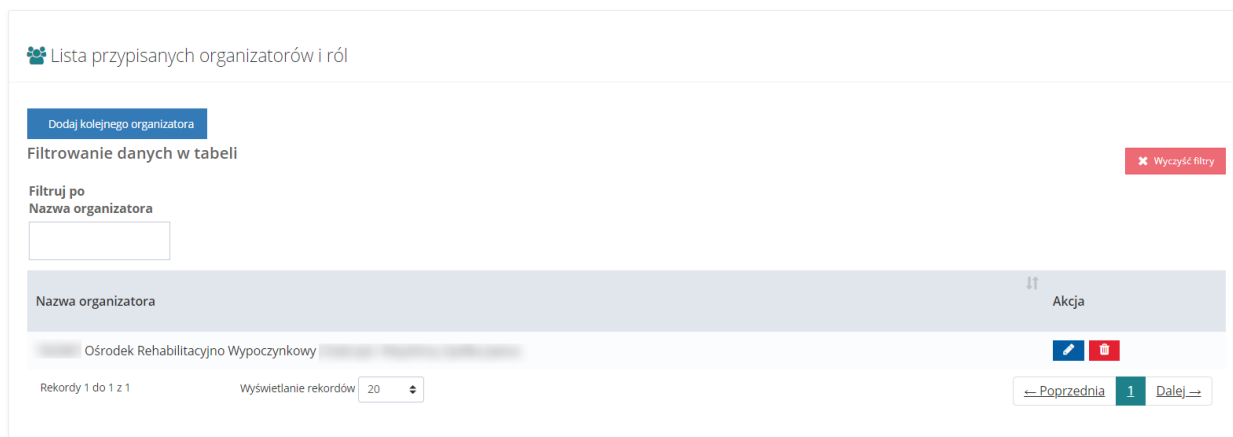 Lista przypisanych organizatorów i ról
Dodaj kolejnego organizatora
Filtrowanie danych w tabeli
Wyczyść filtry
Filtruj po
Nazwa organizatora
Nazwa organizatora
Akcja
Ośrodek Rehabilitacyjno Wypoczynkowy
Rekordy 1 do 1 z 1
Wyświetlanie rekordów 20
← Poprzednia 1 Dalej →